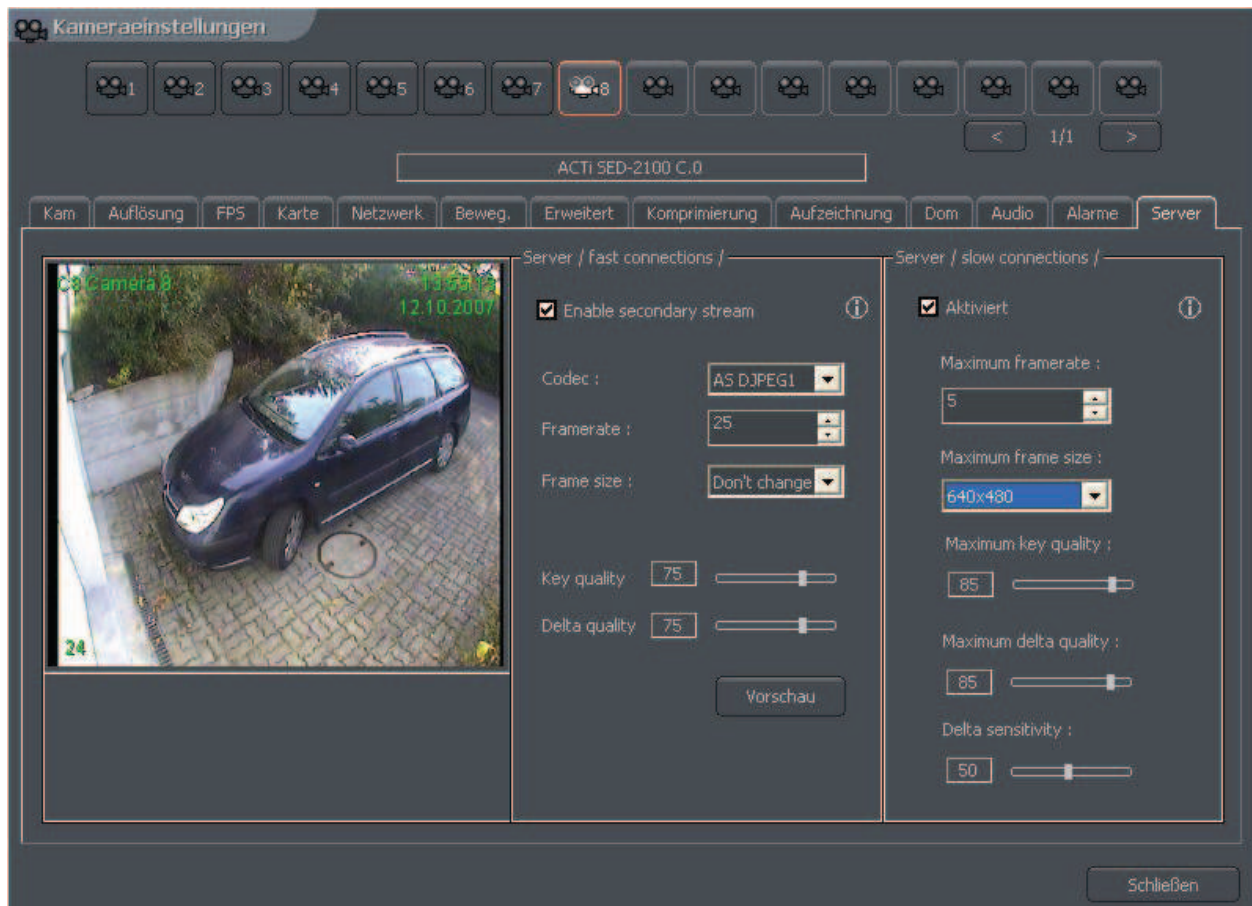 Kameraeinstellungen
1 2 3 4 5 6 7 8
< 1/1 >
ACTi SED-2100 C.0
Kam Auflösung FPS Karte Netzwerk Beweg. Erweitert Komprimierung Aufzeichnung Dom Audio Alarme Server
C8 Camera 8
13:55:13
12.10.2007
24
Server / fast connections /
Enable secondary stream
Codec : AS DJPEG1
Framerate : 25
Frame size : Don't change
Key quality 75
Delta quality 75
Vorschau
Server / slow connections /
Aktiviert
Maximum framerate :
5
Maximum frame size :
640x480
Maximum key quality :
85
Maximum delta quality :
85
Delta sensitivity :
50
Schließen